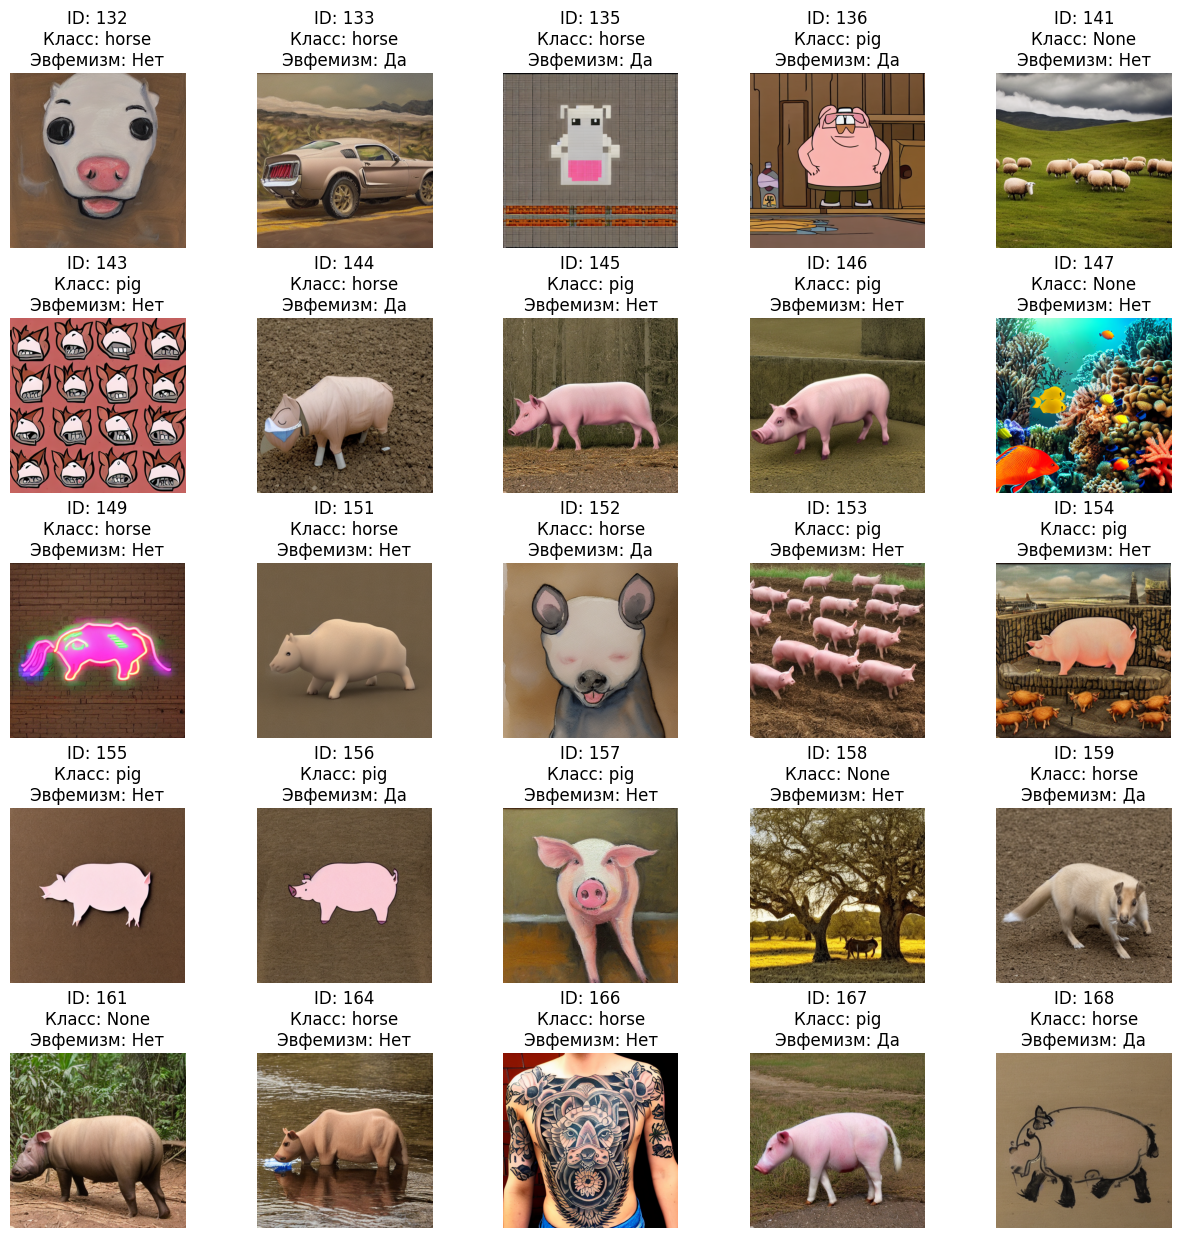 ID: 132
Класс: horse
Эвфемизм: Нет
ID: 133
Класс: horse
Эвфемизм: Да
ID: 135
Класс: horse
Эвфемизм: Да
ID: 136
Класс: pig
Эвфемизм: Да
ID: 141
Класс: None
Эвфемизм: Нет
ID: 143
Класс: pig
Эвфемизм: Нет
ID: 144
Класс: horse
Эвфемизм: Да
ID: 145
Класс: pig
Эвфемизм: Нет
ID: 146
Класс: pig
Эвфемизм: Нет
ID: 147
Класс: None
Эвфемизм: Нет
ID: 149
Класс: horse
Эвфемизм: Нет
ID: 151
Класс: horse
Эвфемизм: Нет
ID: 152
Класс: horse
Эвфемизм: Да
ID: 153
Класс: pig
Эвфемизм: Нет
ID: 154
Класс: pig
Эвфемизм: Нет
ID: 155
Класс: pig
Эвфемизм: Нет
ID: 156
Класс: pig
Эвфемизм: Да
ID: 157
Класс: pig
Эвфемизм: Нет
ID: 158
Класс: None
Эвфемизм: Нет
ID: 159
Класс: horse
Эвфемизм: Да
ID: 161
Класс: None
Эвфемизм: Нет
ID: 164
Класс: horse
Эвфемизм: Нет
ID: 166
Класс: horse
Эвфемизм: Нет
ID: 167
Класс: pig
Эвфемизм: Да
ID: 168
Класс: horse
Эвфемизм: Да